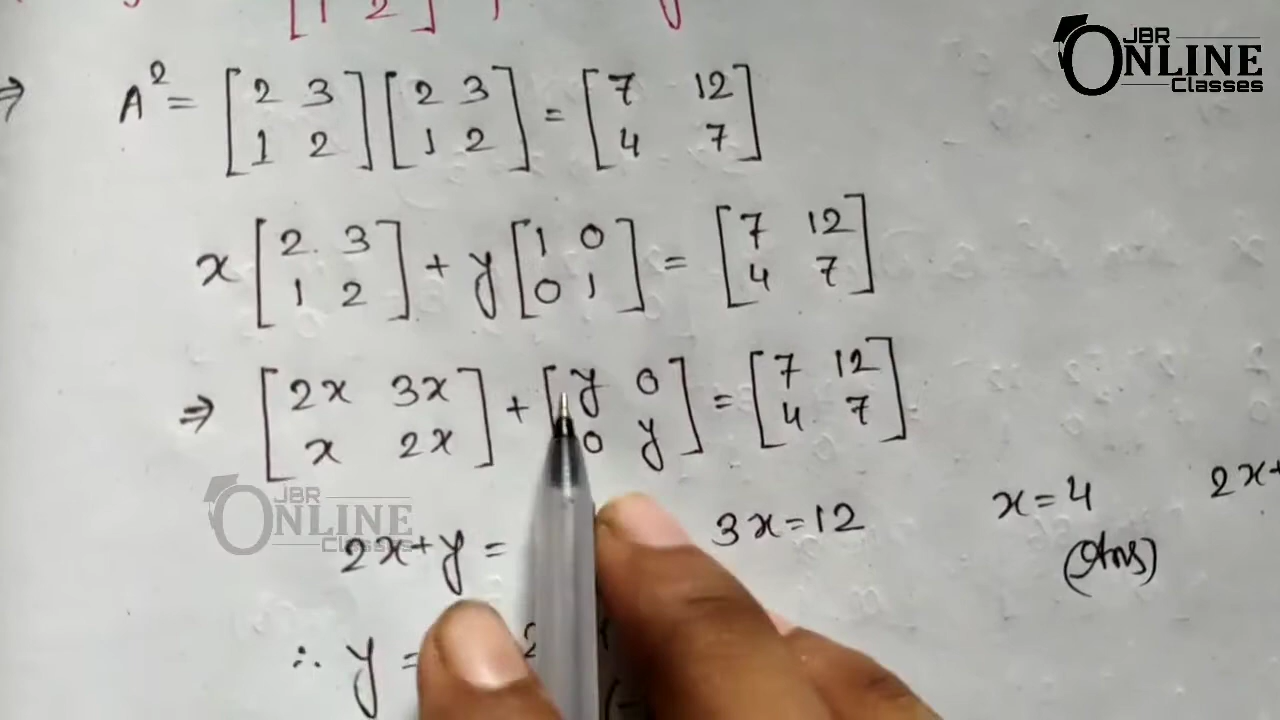 [1 2]
JBR
ONLINE
Classes
⇒ A² = [2 3; 1 2] [2 3; 1 2] = [7 12; 4 7]
x [2 3; 1 2] + y [1 0; 0 1] = [7 12; 4 7]
⇒ [2x 3x; x 2x] + [y 0; 0 y] = [7 12; 4 7]
JBR
ONLINE
Classes
2x+y = 3x=12 x=4 2x+
(Ans)
∴ y =